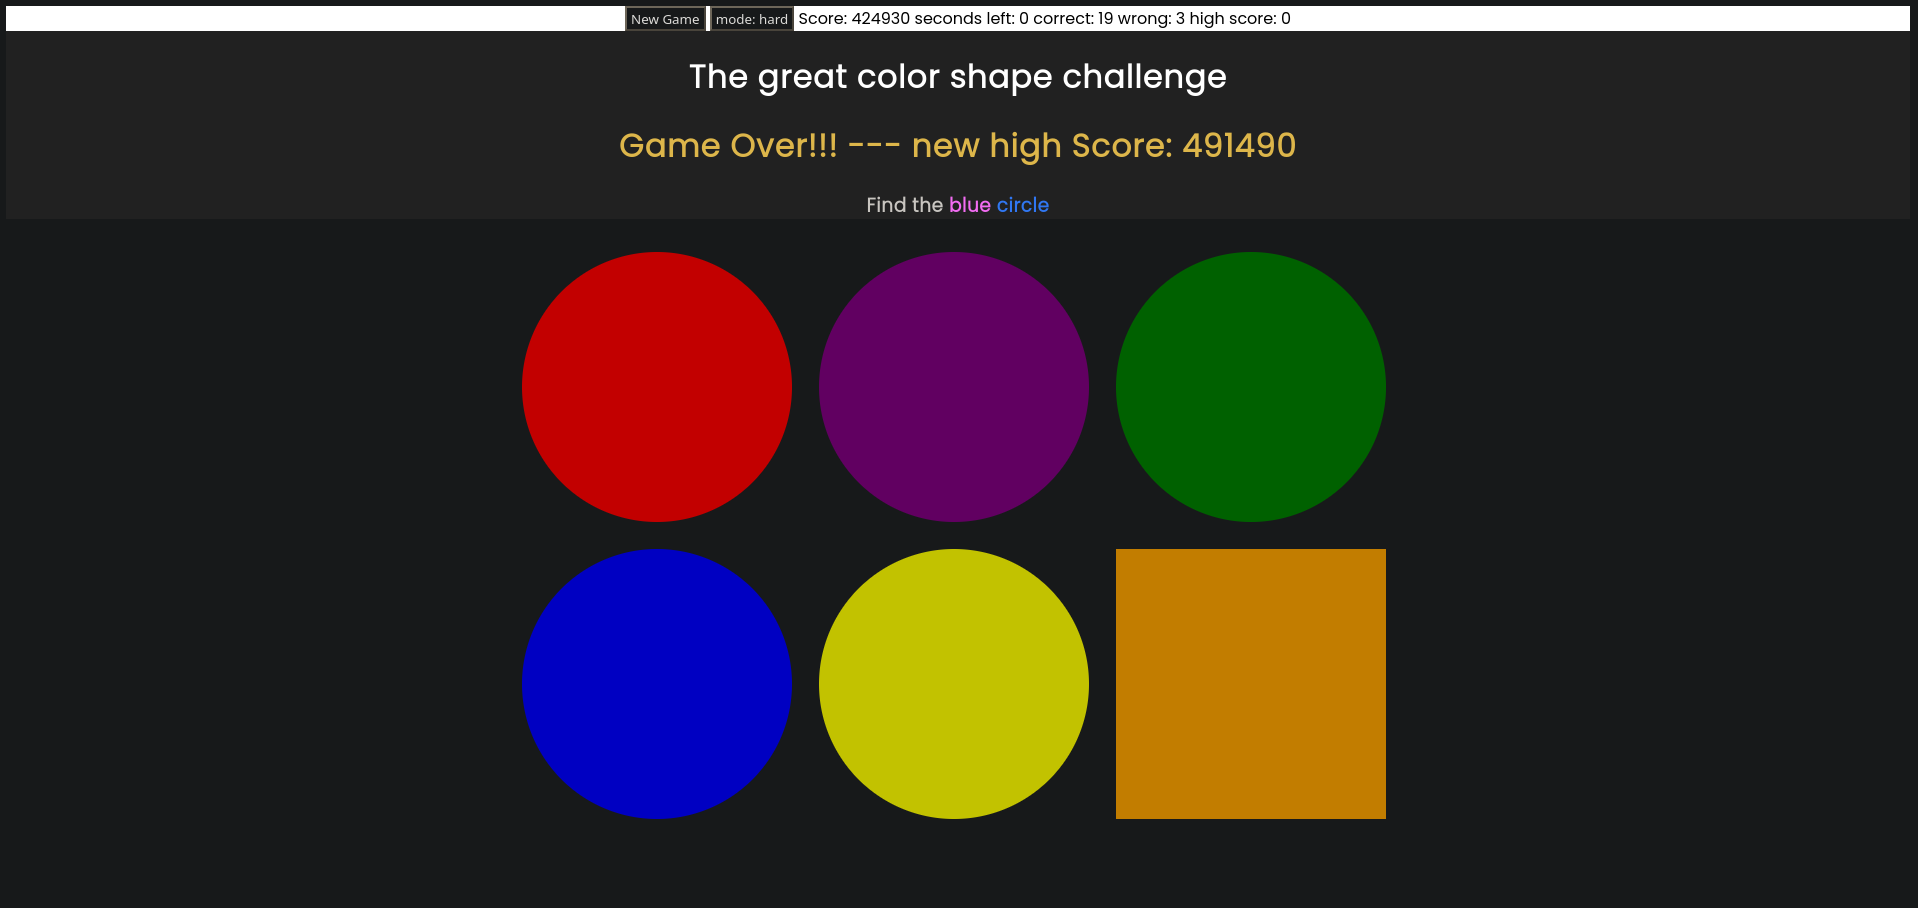 New Game mode: hard Score: 424930 seconds left: 0 correct: 19 wrong: 3 high score: 0
The great color shape challenge
Game Over!!! --- new high Score: 491490
Find the blue circle